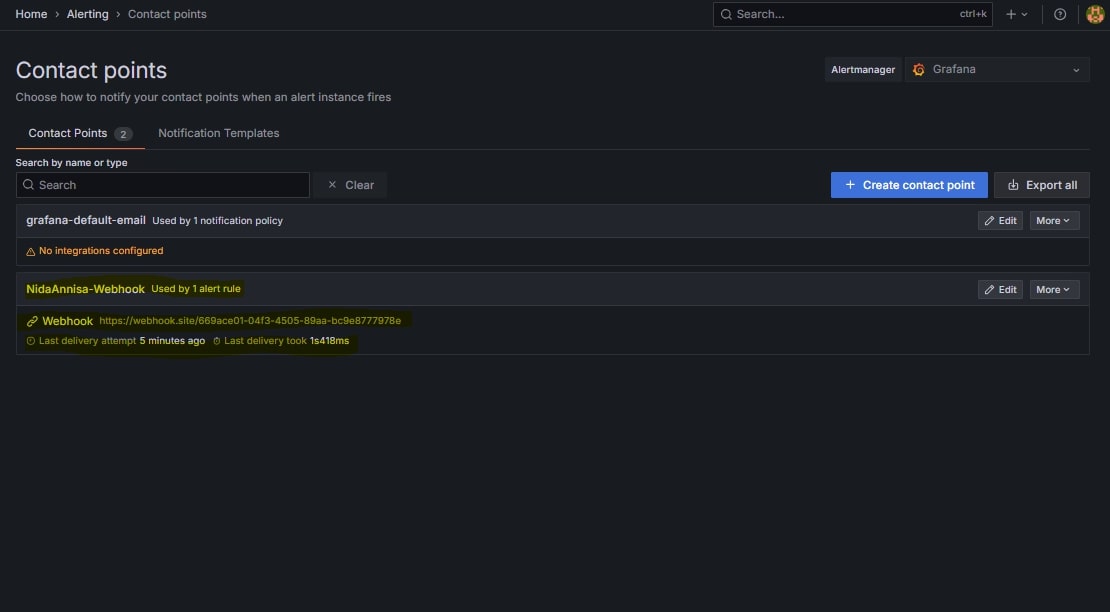 Home > Alerting > Contact points
Search... ctrl+k
Contact points
Alertmanager Grafana
Choose how to notify your contact points when an alert instance fires
Contact Points 2 Notification Templates
Search by name or type
Search Clear + Create contact point Export all
grafana-default-email Used by 1 notification policy Edit More
No integrations configured
NidaAnnisa-Webhook Used by 1 alert rule Edit More
Webhook https://webhook.site/669ace01-04f3-4505-89aa-bc9e8777978e
Last delivery attempt 5 minutes ago Last delivery took 1s418ms